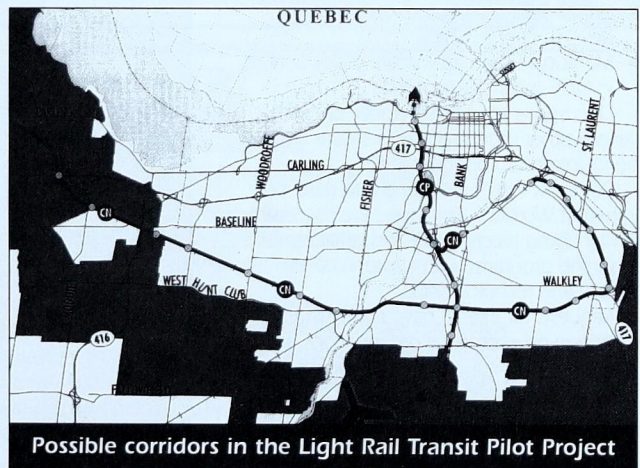 QUEBEC
ST. LAURENT
WOODROFFE
417
CARLING
BANK
FISHER
CP
CN
BASELINE
CN
WEST HUNT CLUB
WALKLEY
CN
CN
417
416
Possible corridors in the Light Rail Transit Pilot Project